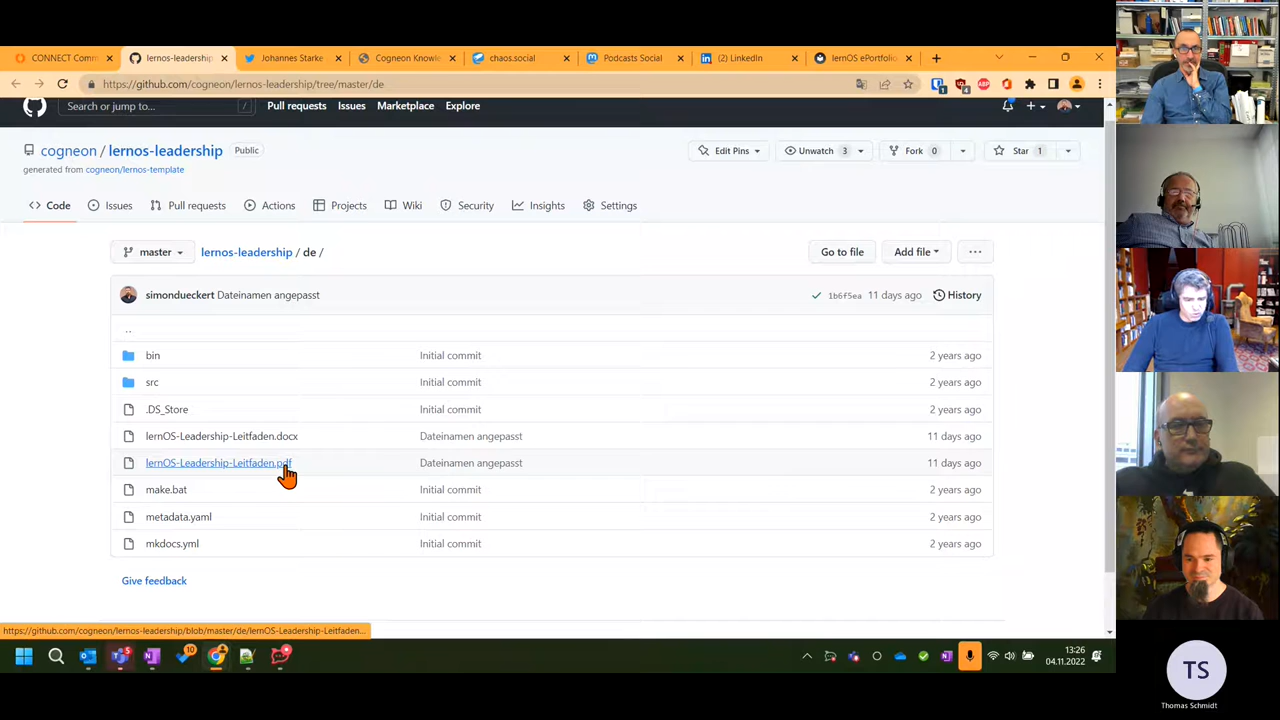 CONNECT Comm
lernos-leadership
Johannes Starke
Cogneon Knowl
chaos.social
Podcasts Social
(2) LinkedIn
lernOS ePortfolio
https://github.com/cogneon/lernos-leadership/tree/master/de
Search or jump to...
/
Pull requests
Issues
Marketplace
Explore
cogneon / lernos-leadership
Public
generated from cogneon/lernos-template
Edit Pins
Unwatch 3
Fork 0
Star 1
Code
Issues
Pull requests
Actions
Projects
Wiki
Security
Insights
Settings
master
lernos-leadership / de /
Go to file
Add file
...
simondueckert Dateinamen angepasst
1b6f5ea 11 days ago
History
..
bin Initial commit 2 years ago
src Initial commit 2 years ago
.DS_Store Initial commit 2 years ago
lernOS-Leadership-Leitfaden.docx Dateinamen angepasst 11 days ago
lernOS-Leadership-Leitfaden.pdf Dateinamen angepasst 11 days ago
make.bat Initial commit 2 years ago
metadata.yaml Initial commit 2 years ago
mkdocs.yml Initial commit 2 years ago
Give feedback
https://github.com/cogneon/lernos-leadership/blob/master/de/lernOS-Leadership-Leitfaden...
10
13:26
04.11.2022
TS
Thomas Schmidt